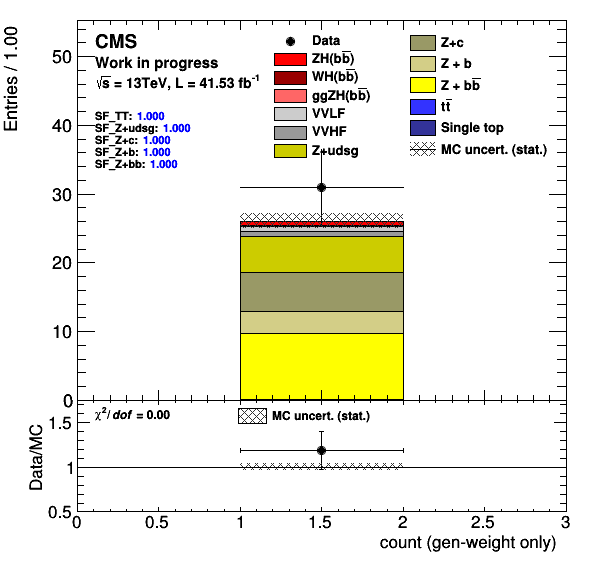 CMS
Work in progress
√s = 13TeV, L = 41.53 fb⁻¹
SF_TT: 1.000
SF_Z+udsg: 1.000
SF_Z+c: 1.000
SF_Z+b: 1.000
SF_Z+bb: 1.000
Data
ZH(bb̅)
WH(bb̅)
ggZH(bb̅)
VVLF
VVHF
Z+udsg
Z+c
Z + b
Z + bb̅
tt̅
Single top
MC uncert. (stat.)
Entries / 1.00
50
40
30
20
10
0
χ²/dof = 0.00
MC uncert. (stat.)
Data/MC
1.5
1
0.5
0
0.5
1
1.5
2
2.5
3
count (gen-weight only)